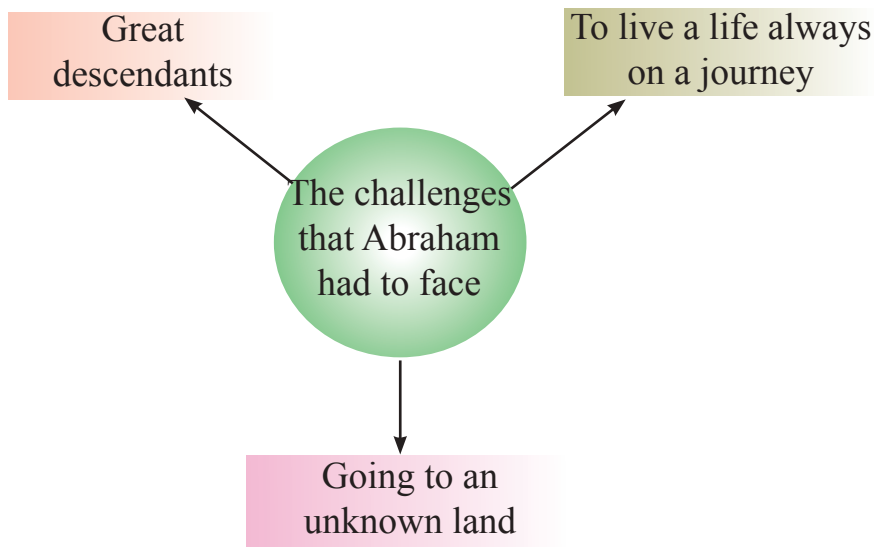 Great
descendants
To live a life always
on a journey
The challenges
that Abraham
had to face
Going to an
unknown land